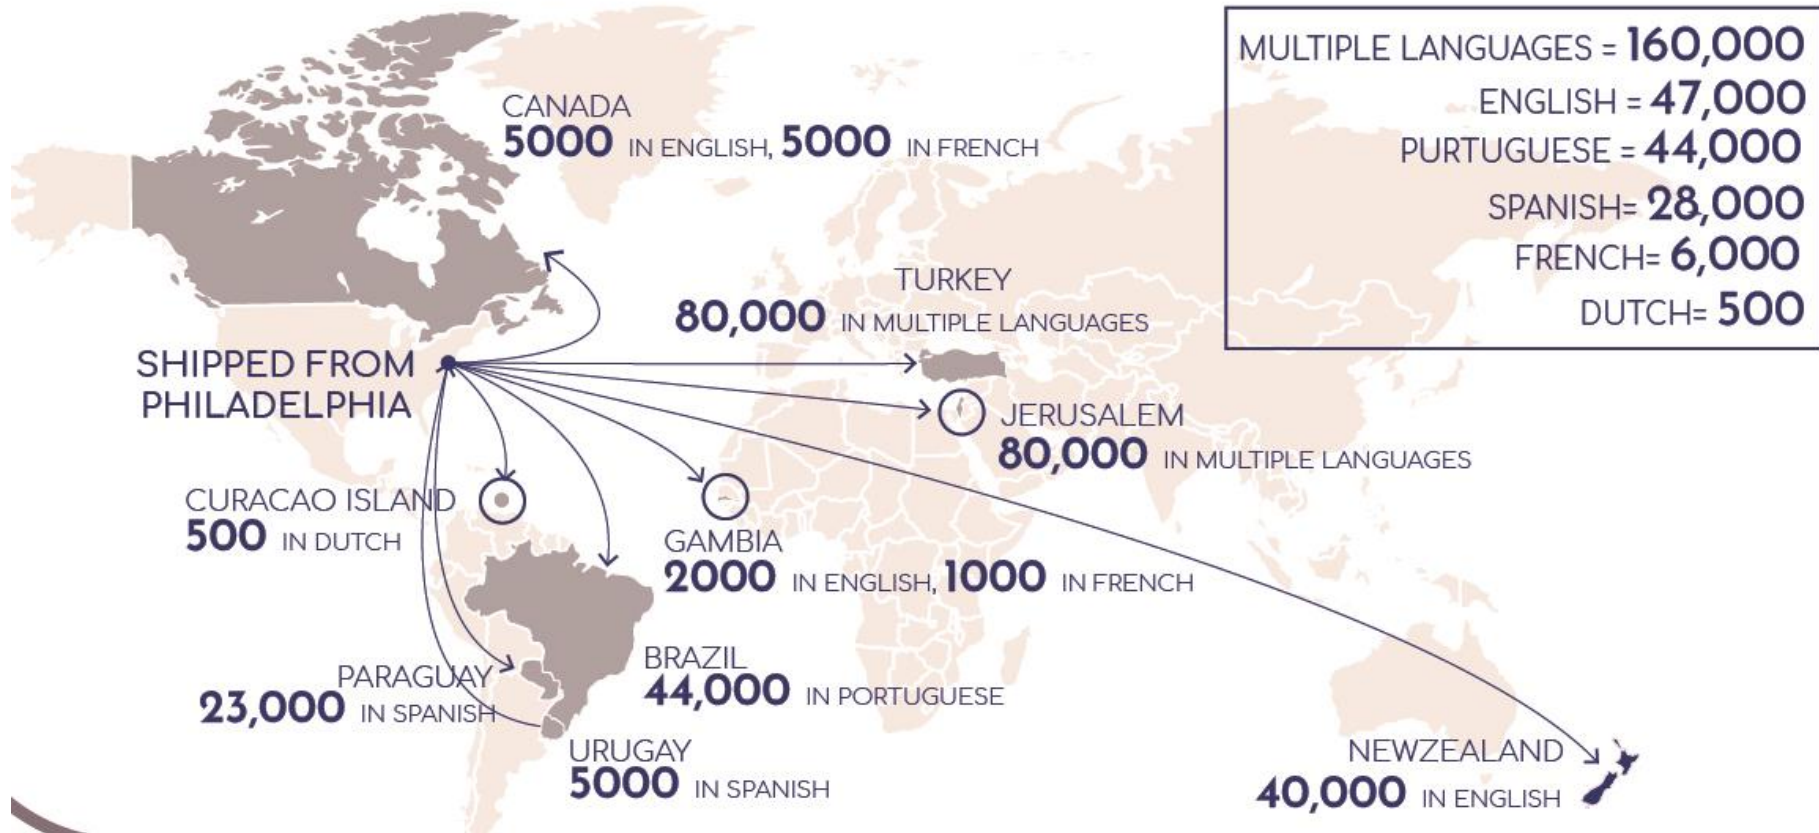 MULTIPLE LANGUAGES = 160,000
ENGLISH = 47,000
PURTUGUESE = 44,000
SPANISH= 28,000
FRENCH= 6,000
DUTCH= 500
CANADA
5000 IN ENGLISH, 5000 IN FRENCH
TURKEY
80,000 IN MULTIPLE LANGUAGES
SHIPPED FROM
PHILADELPHIA
JERUSALEM
80,000 IN MULTIPLE LANGUAGES
CURACAO ISLAND
500 IN DUTCH
GAMBIA
2000 IN ENGLISH, 1000 IN FRENCH
PARAGUAY
23,000 IN SPANISH
BRAZIL
44,000 IN PORTUGUESE
URUGAY
5000 IN SPANISH
NEWZEALAND
40,000 IN ENGLISH